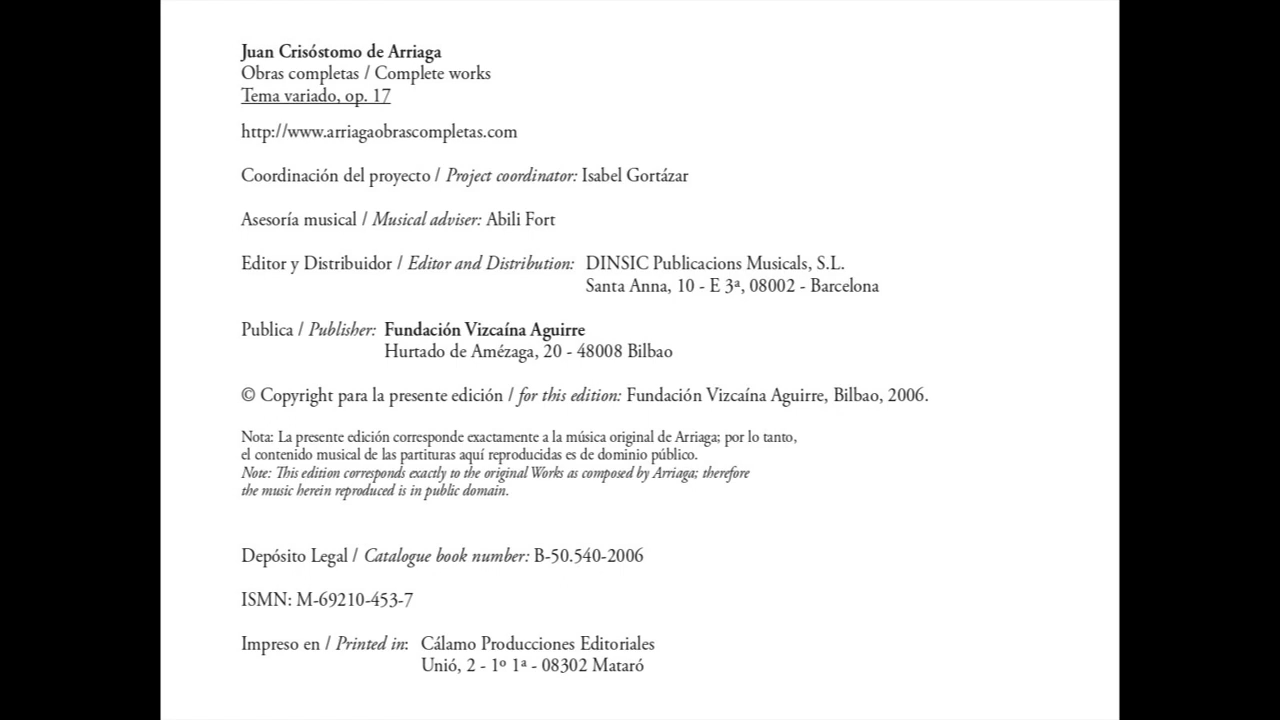 Juan Crisóstomo de Arriaga
Obras completas / Complete works
Tema variado, op. 17
http://www.arriagaobrascompletas.com
Coordinación del proyecto / Project coordinator: Isabel Gortázar
Asesoría musical / Musical adviser: Abili Fort
Editor y Distribuidor / Editor and Distribution: DINSIC Publicacions Musicals, S.L.
Santa Anna, 10 - E 3ª, 08002 - Barcelona
Publica / Publisher: Fundación Vizcaína Aguirre
Hurtado de Amézaga, 20 - 48008 Bilbao
© Copyright para la presente edición / for this edition: Fundación Vizcaína Aguirre, Bilbao, 2006.
Nota: La presente edición corresponde exactamente a la música original de Arriaga; por lo tanto,
el contenido musical de las partituras aquí reproducidas es de dominio público.
Note: This edition corresponds exactly to the original Works as composed by Arriaga; therefore
the music herein reproduced is in public domain.
Depósito Legal / Catalogue book number: B-50.540-2006
ISMN: M-69210-453-7
Impreso en / Printed in: Cálamo Producciones Editoriales
Unió, 2 - 1º 1ª - 08302 Mataró